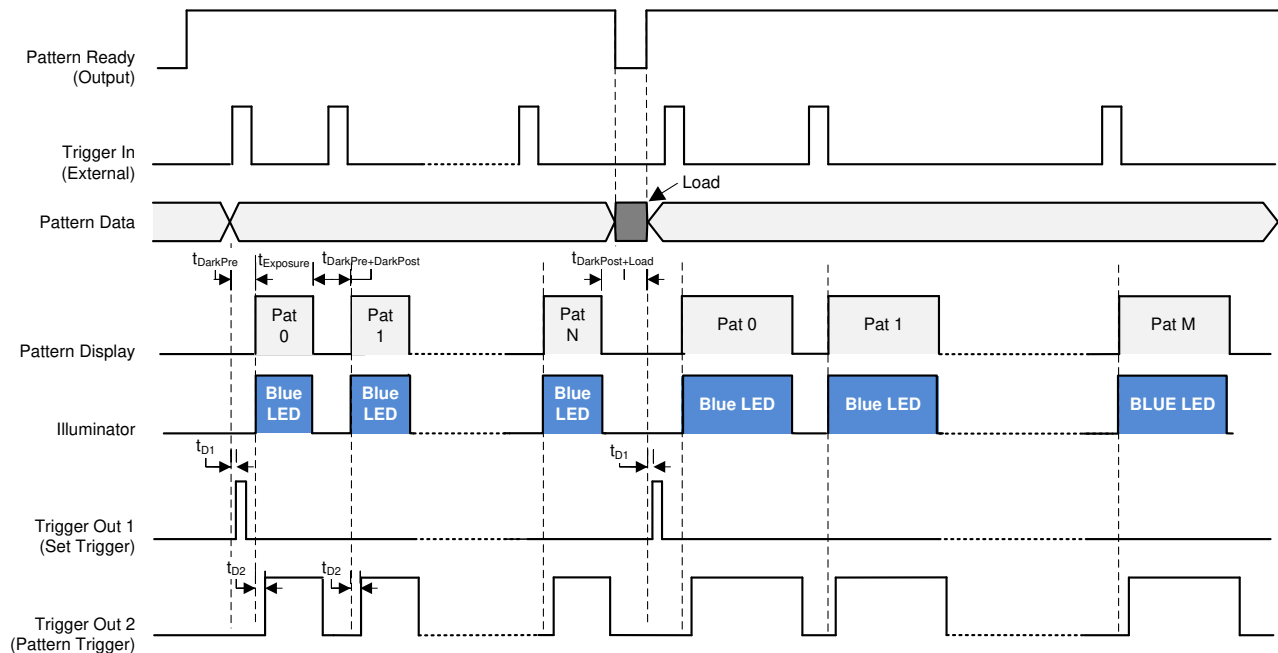 Pattern Ready
(Output)
Trigger In
(External)
Load
Pattern Data
tDarkPre
tExposure
tDarkPre+DarkPost
tDarkPost+Load
Pat
0
Pat
1
Pat
N
Pat 0
Pat 1
Pat M
Pattern Display
Blue
LED
Blue
LED
Blue
LED
Blue LED
Blue LED
BLUE LED
Illuminator
tD1
tD1
Trigger Out 1
(Set Trigger)
tD2
tD2
Trigger Out 2
(Pattern Trigger)